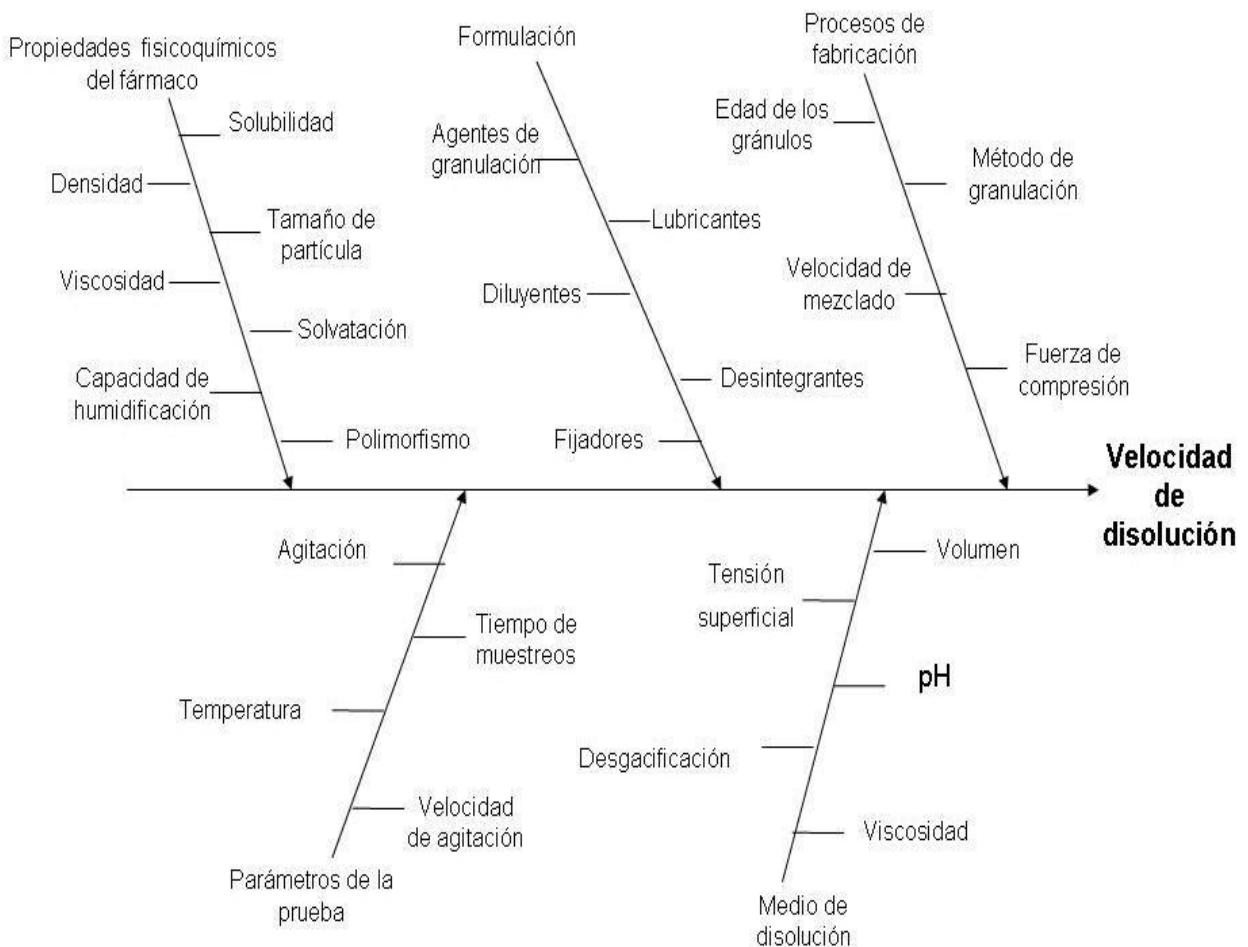 Propiedades fisicoquímicos
del fármaco
Solubilidad
Densidad
Tamaño de
partícula
Viscosidad
Solvatación
Capacidad de
humidificación
Polimorfismo
Formulación
Agentes de
granulación
Lubricantes
Diluyentes
Desintegrantes
Fijadores
Procesos de
fabricación
Edad de los
gránulos
Método de
granulación
Velocidad de
mezclado
Fuerza de
compresión
Velocidad
de
disolución
Agitación
Tiempo de
muestreos
Temperatura
Velocidad
de agitación
Parámetros de la
prueba
Volumen
Tensión
superficial
pH
Desgacificación
Viscosidad
Medio de
disolución